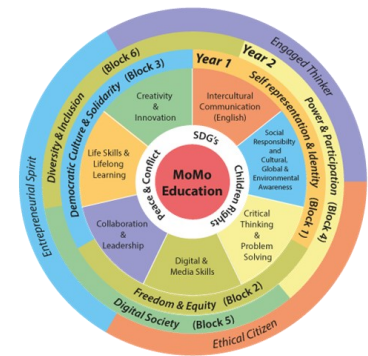 MoMo
Education
SDG's
Children Rights
Peace & Conflict
Intercultural
Communication
(English)
Social
Responsibilty
and
Cultural,
Global &
Environmental
Awareness
Critical
Thinking
&
Problem
Solving
Digital &
Media Skills
Collaboration
&
Leadership
Life Skills &
Lifelong
Learning
Creativity
&
Innovation
Year 1
Self representation & Identity (Block 1)
Freedom & Equity (Block 2)
Democratic Culture & Solidarity (Block 3)
Year 2
Power & Participation (Block 4)
Digital Society (Block 5)
Diversity & Inclusion (Block 6)
Engaged Thinker
Ethical Citizen
Entrepreneurial Spirit